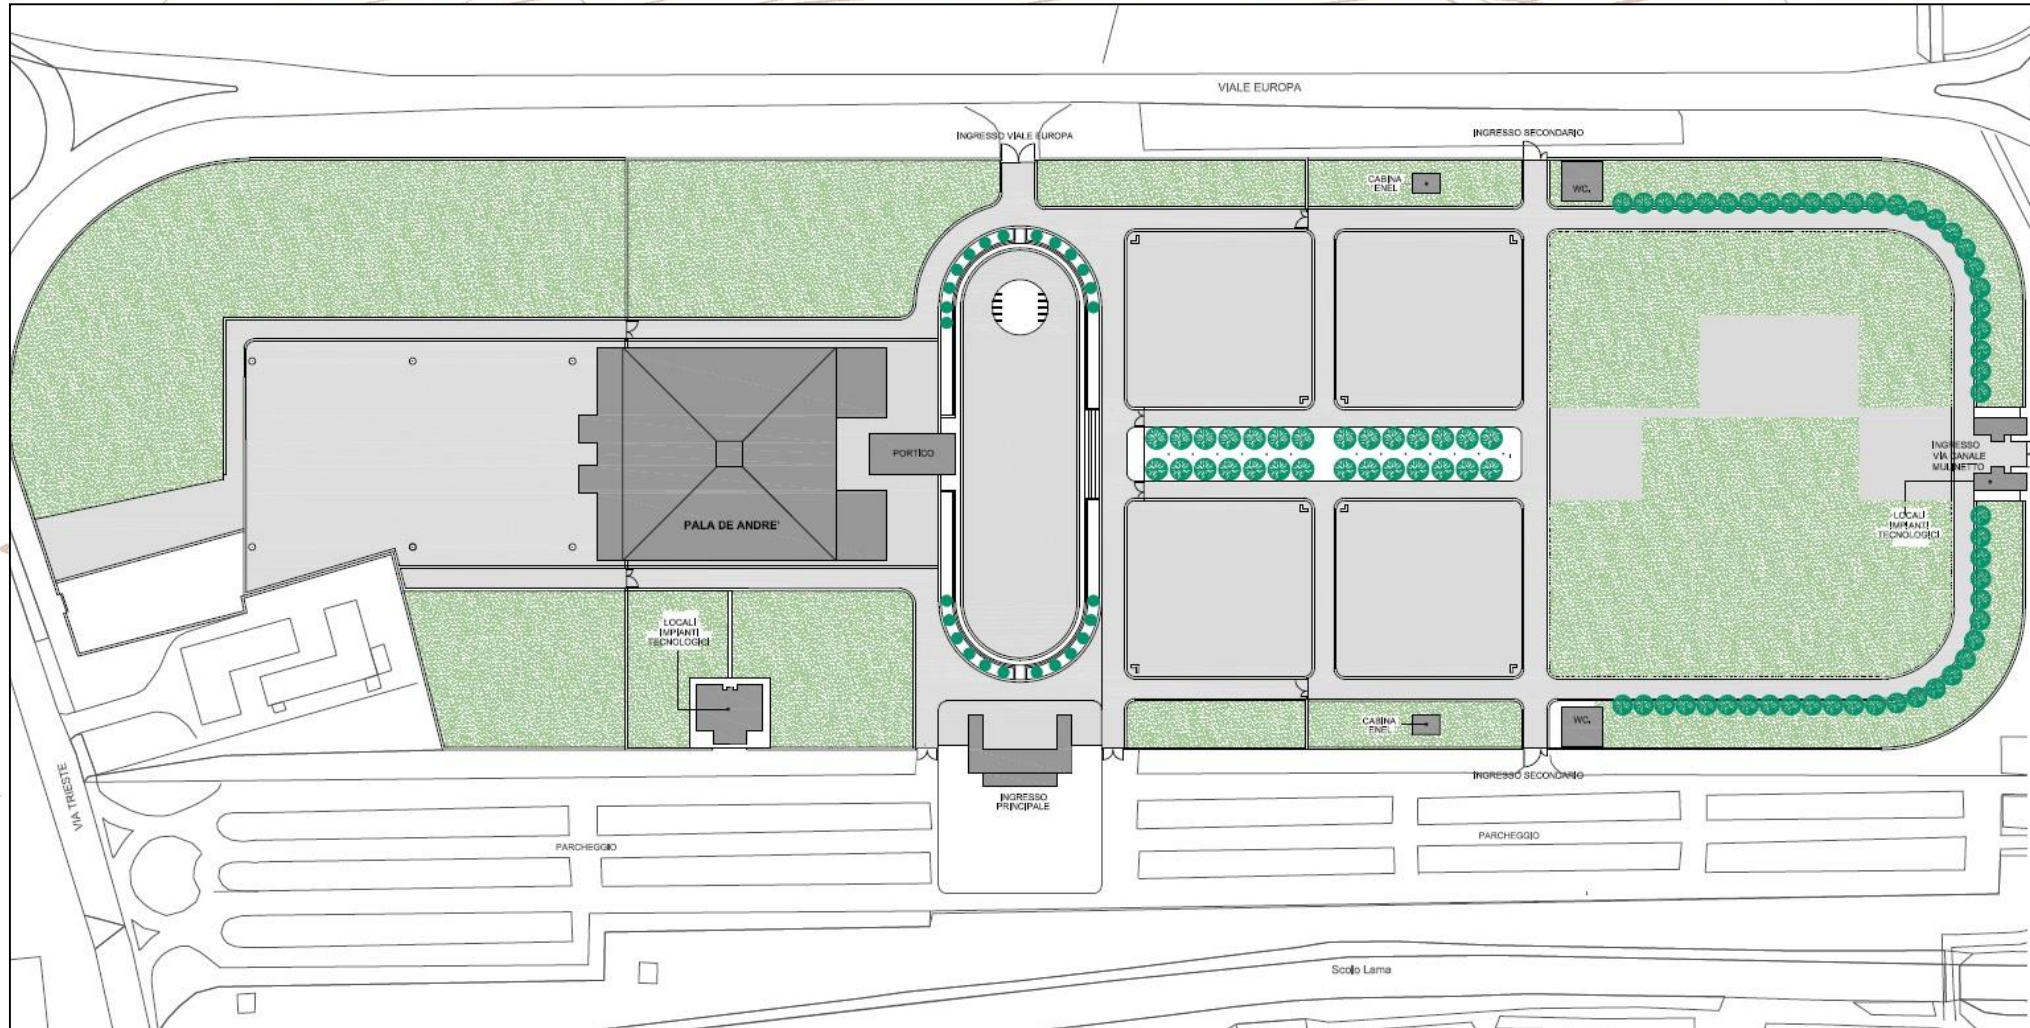 VIALE EUROPA
INGRESSO VIALE EUROPA
INGRESSO SECONDARIO
CABINA
ENEL
WC.
PORTICO
INGRESSO
VIA CANALE
MULINETTO
PALA DE ANDRE'
LOCALI
IMPIANTI
TECNOLOGICI
LOCALI
IMPIANTI
TECNOLOGICI
CABINA
ENEL
WC.
INGRESSO SECONDARIO
VIA TRIESTE
INGRESSO
PRINCIPALE
PARCHEGGIO
PARCHEGGIO
Scolo Lama